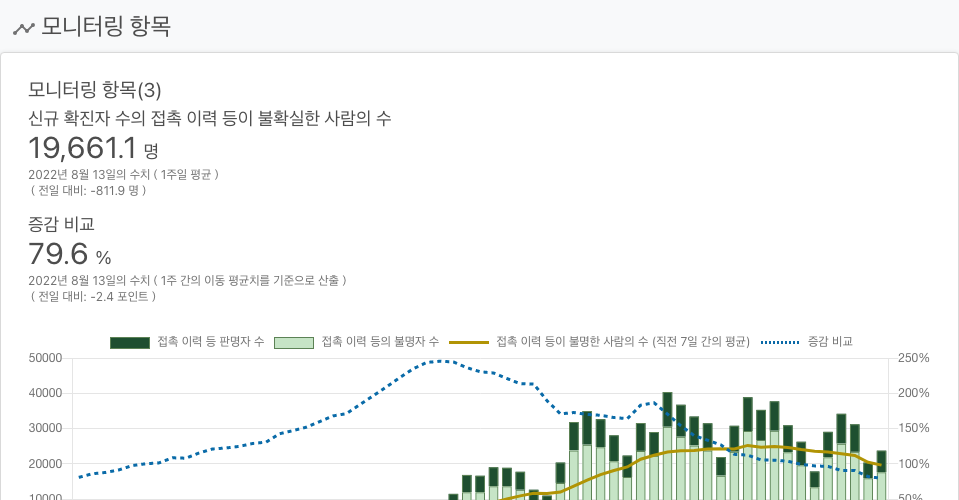 모니터링 항목
모니터링 항목(3)
신규 확진자 수의 접촉 이력 등이 불확실한 사람의 수
19,661.1 명
2022년 8월 13일의 수치 ( 1주일 평균 )
( 전일 대비: -811.9 명 )
증감 비교
79.6 %
2022년 8월 13일의 수치 ( 1주 간의 이동 평균치를 기준으로 산출 )
( 전일 대비: -2.4 포인트 )
접촉 이력 등 판명자 수 접촉 이력 등의 불명자 수 접촉 이력 등이 불명한 사람의 수 (직전 7일 간의 평균) 증감 비교
50000 250%
40000 200%
30000 150%
20000 100%
10000 50%